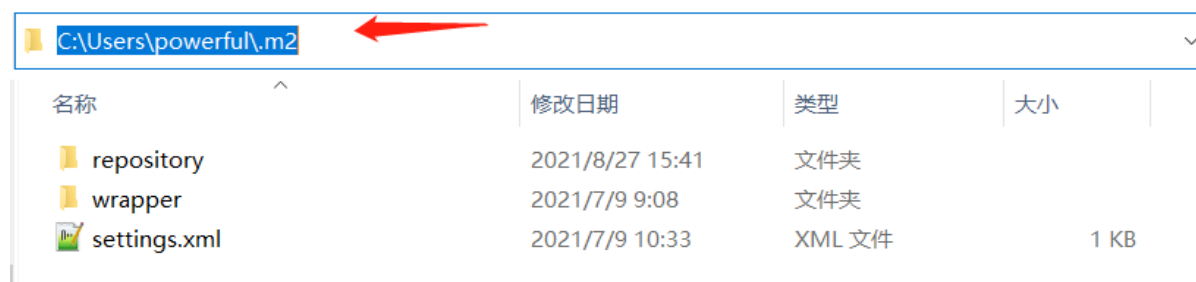 C:\Users\powerful\.m2
名称 修改日期 类型 大小
repository 2021/8/27 15:41 文件夹
wrapper 2021/7/9 9:08 文件夹
settings.xml 2021/7/9 10:33 XML 文件 1 KB